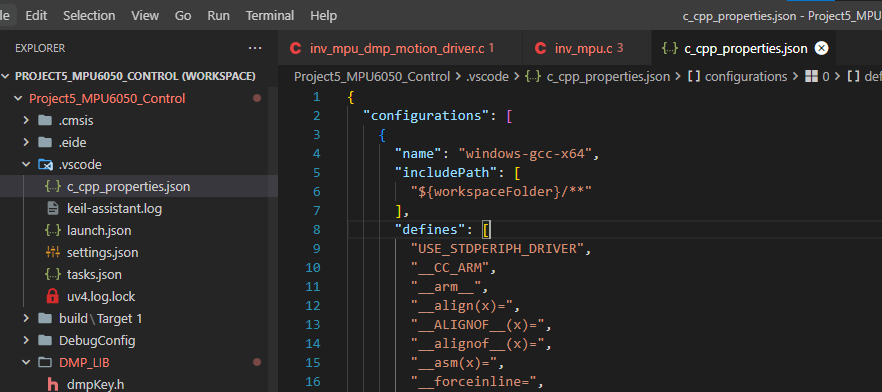 le Edit Selection View Go Run Terminal Help c_cpp_properties.json - Project5_MPU
EXPLORER ...
PROJECT5_MPU6050_CONTROL (WORKSPACE)
Project5_MPU6050_Control
.cmsis
.eide
.vscode
c_cpp_properties.json
keil-assistant.log
launch.json
settings.json
tasks.json
uv4.log.lock
build\Target 1
DebugConfig
DMP_LIB
dmpKey.h
inv_mpu_dmp_motion_driver.c 1 inv_mpu.c 3 c_cpp_properties.json
Project5_MPU6050_Control > .vscode > c_cpp_properties.json > [ ] configurations > 0 > [ ] def
1 {
2 "configurations": [
3 {
4 "name": "windows-gcc-x64",
5 "includePath": [
6 "${workspaceFolder}/**"
7 ],
8 "defines": [
9 "USE_STDPERIPH_DRIVER",
10 "__CC_ARM",
11 "__arm__",
12 "__align(x)=",
13 "__ALIGNOF__(x)=",
14 "__alignof__(x)=",
15 "__asm(x)=",
16 "__forceinline=",